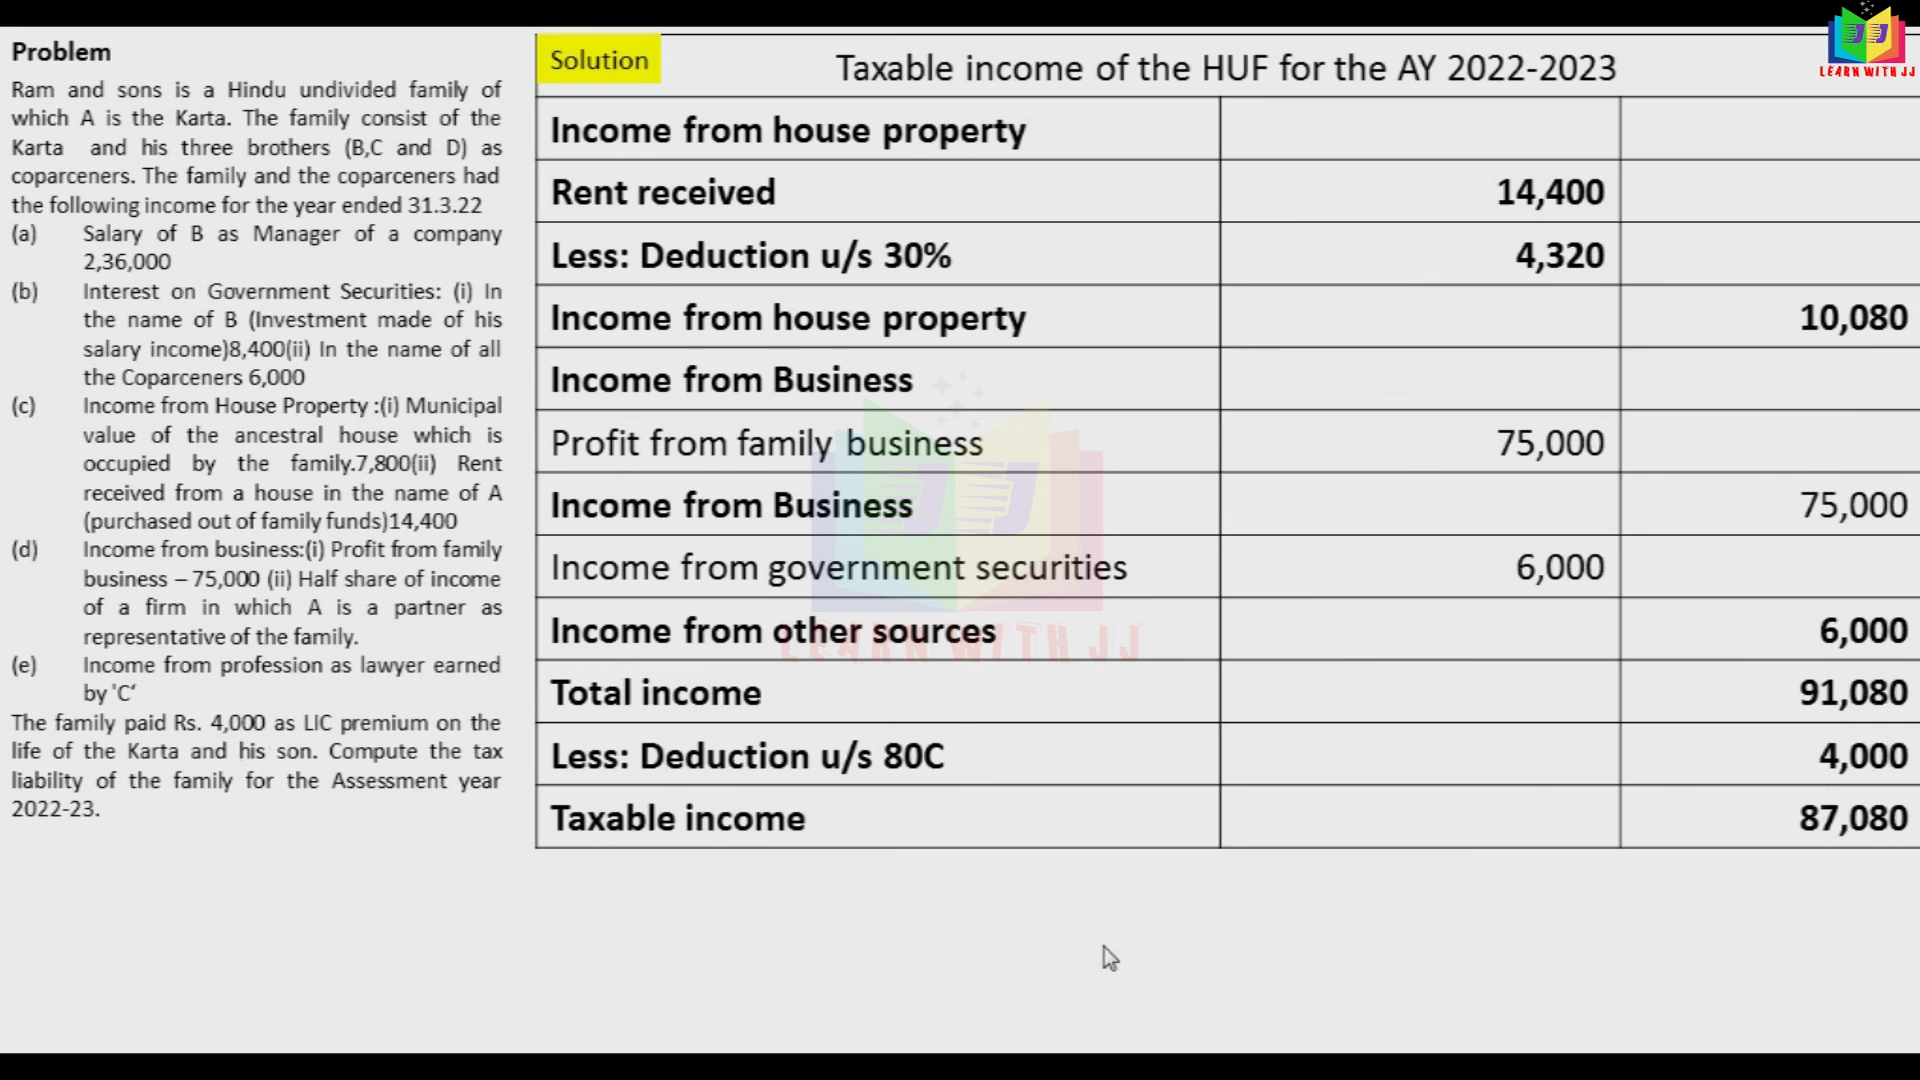 Problem
Ram and sons is a Hindu undivided family of
which A is the Karta. The family consist of the
Karta and his three brothers (B,C and D) as
coparceners. The family and the coparceners had
the following income for the year ended 31.3.22
(a) Salary of B as Manager of a company
2,36,000
(b) Interest on Government Securities: (i) In
the name of B (Investment made of his
salary income)8,400(ii) In the name of all
the Coparceners 6,000
(c) Income from House Property :(i) Municipal
value of the ancestral house which is
occupied by the family.7,800(ii) Rent
received from a house in the name of A
(purchased out of family funds)14,400
(d) Income from business:(i) Profit from family
business – 75,000 (ii) Half share of income
of a firm in which A is a partner as
representative of the family.
(e) Income from profession as lawyer earned
by 'C‘
The family paid Rs. 4,000 as LIC premium on the
life of the Karta and his son. Compute the tax
liability of the family for the Assessment year
2022-23.
Solution
Taxable income of the HUF for the AY 2022-2023
Income from house property
Rent received 14,400
Less: Deduction u/s 30% 4,320
Income from house property 10,080
Income from Business
Profit from family business 75,000
Income from Business 75,000
Income from government securities 6,000
Income from other sources 6,000
Total income 91,080
Less: Deduction u/s 80C 4,000
Taxable income 87,080
JJ
LEARN WITH JJ
JJ
LEARN WITH JJ